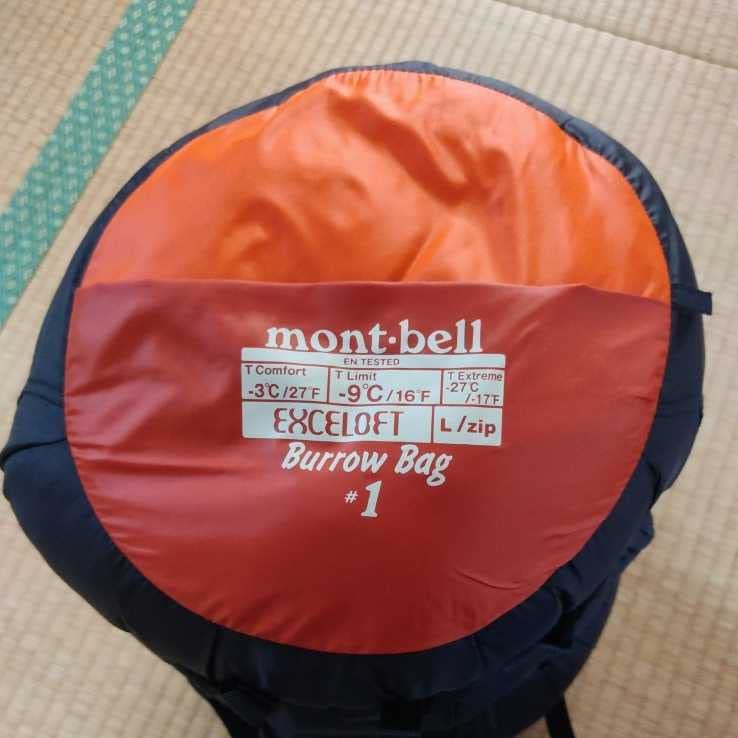 mont·bell
EN TESTED
T Comfort
-3℃/27°F
T Limit
-9℃/16°F
T Extreme
-27℃
/-17°F
EXCELOFT
L/zip
Burrow Bag
#1